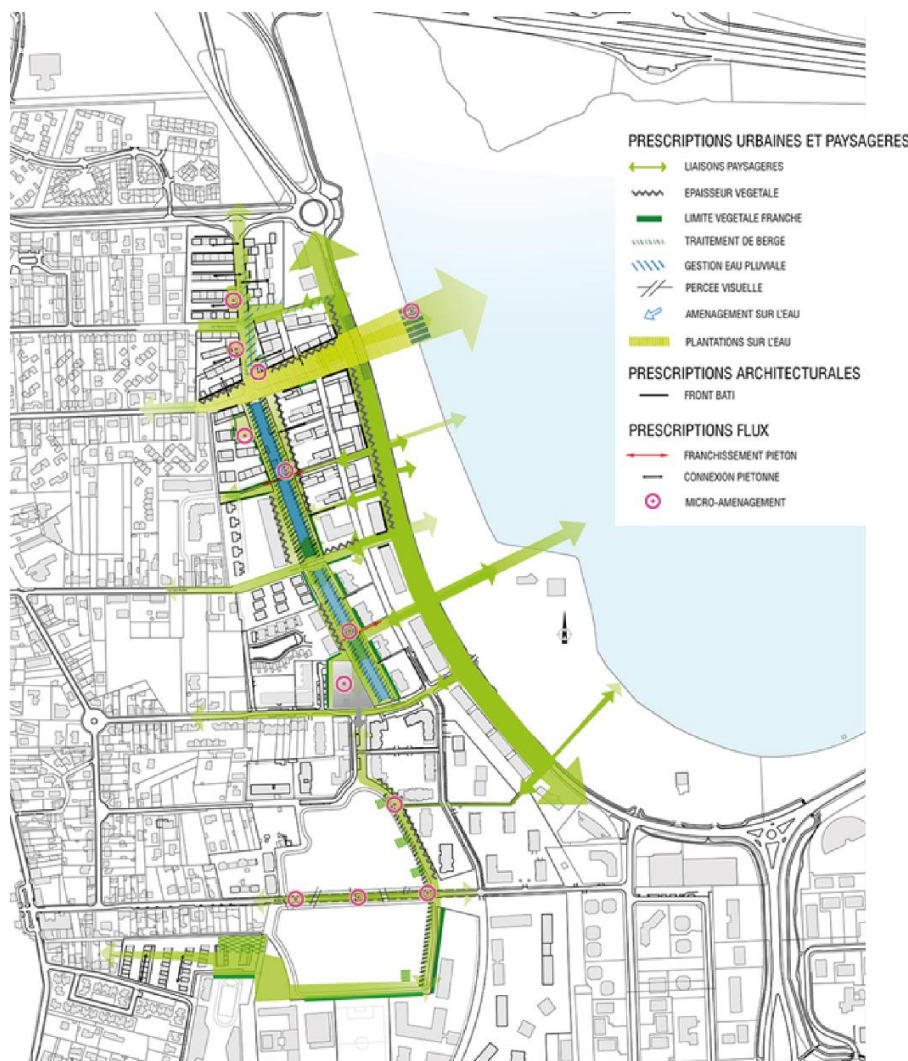 PRESCRIPTIONS URBAINES ET PAYSAGERES
LIAISONS PAYSAGERES
EPAISSEUR VEGETALE
LIMITE VEGETALE FRANCHE
TRAITEMENT DE BERGE
GESTION EAU PLUVIALE
PERCEE VISUELLE
AMENAGEMENT SUR L'EAU
PLANTATIONS SUR L'EAU
PRESCRIPTIONS ARCHITECTURALES
FRONT BATI
PRESCRIPTIONS FLUX
FRANCHISSEMENT PIETON
CONNEXION PIETONNE
MICRO-AMENAGEMENT